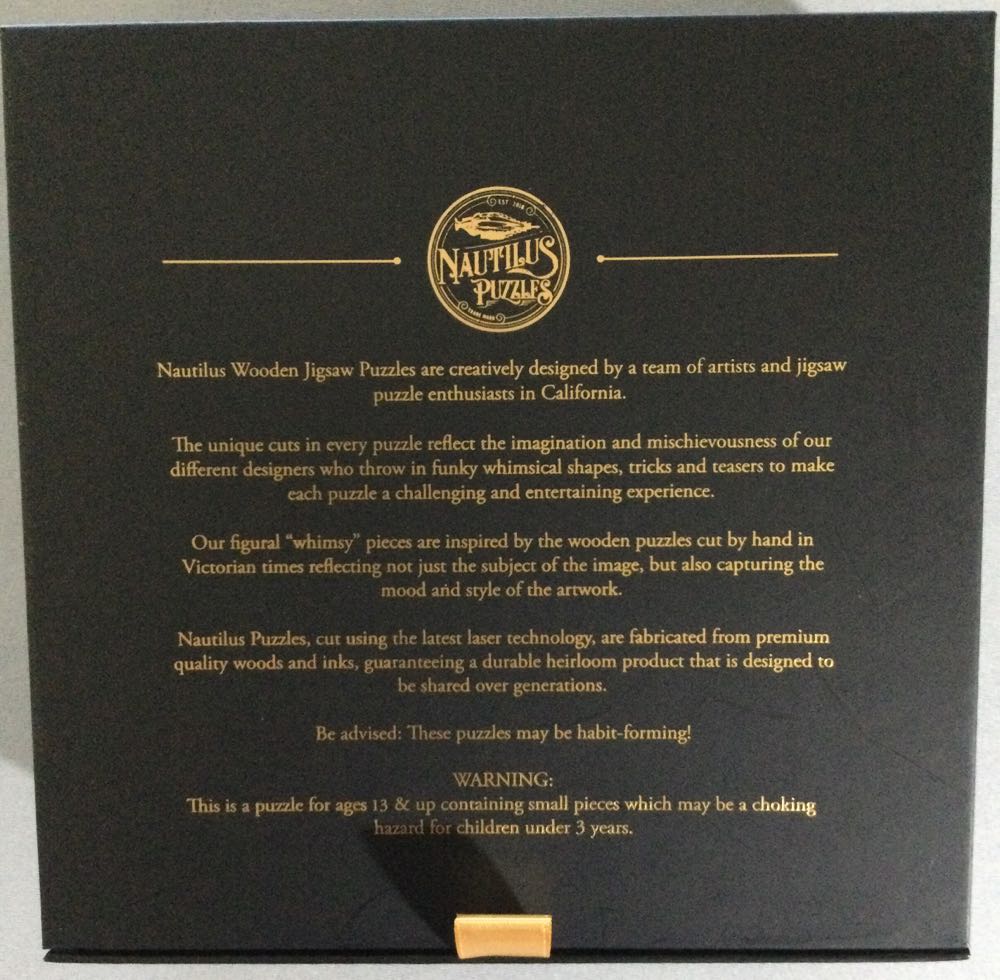 EST 2018
NAUTILUS
PUZZLES
TRADE MARK
Nautilus Wooden Jigsaw Puzzles are creatively designed by a team of artists and jigsaw
puzzle enthusiasts in California.
The unique cuts in every puzzle reflect the imagination and mischievousness of our
different designers who throw in funky whimsical shapes, tricks and teasers to make
each puzzle a challenging and entertaining experience.
Our figural “whimsy” pieces are inspired by the wooden puzzles cut by hand in
Victorian times reflecting not just the subject of the image, but also capturing the
mood and style of the artwork.
Nautilus Puzzles, cut using the latest laser technology, are fabricated from premium
quality woods and inks, guaranteeing a durable heirloom product that is designed to
be shared over generations.
Be advised: These puzzles may be habit-forming!
WARNING:
This is a puzzle for ages 13 & up containing small pieces which may be a choking
hazard for children under 3 years.